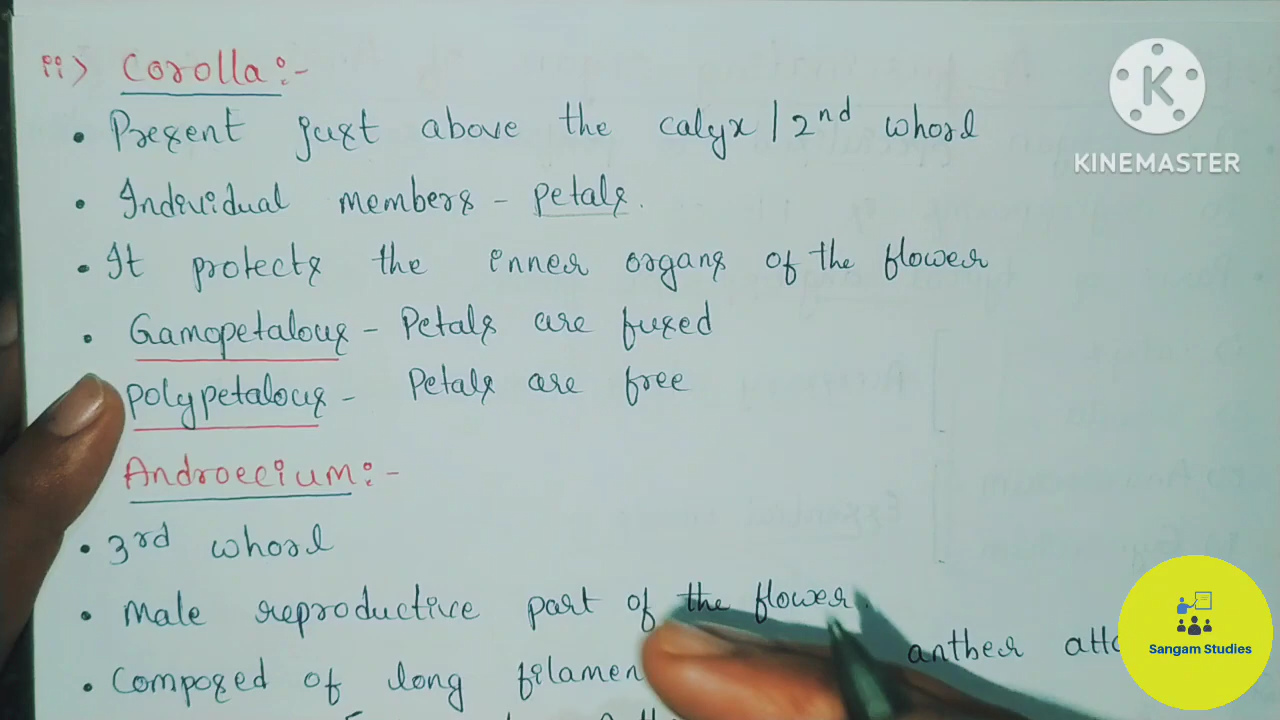 ii> Corolla:-
• Present just above the calyx / 2nd whorl
• Individual members - petals.
• It protects the inner organs of the flower
• Gamopetalous - Petals are fused
polypetalous - Petals are free
Androecium:-
• 3rd whorl
• Male reproductive part of the flower.
• Composed of long filamen anther
KINEMASTER
Sangam Studies